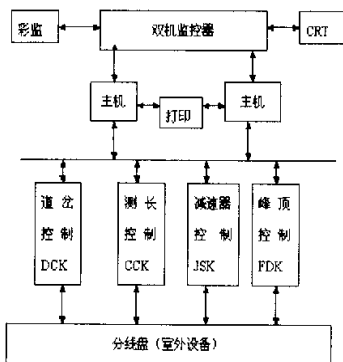 彩监
双机监控器
CRT
主机
打印
主机
道岔
控制
DCK
测长
控制
CCK
减速器
控制
JSK
峰顶
控制
FDK
分线盘(室外设备)